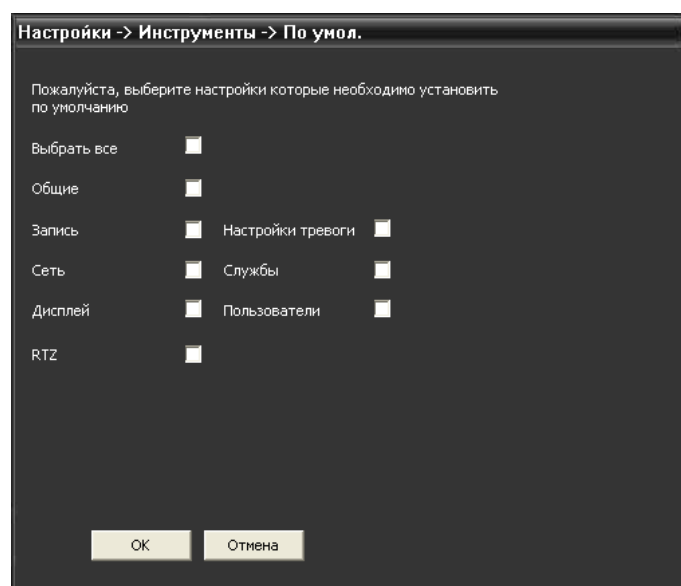 Настройки -> Инструменты -> По умол.
Пожалуйста, выберите настройки которые необходимо установить
по умолчанию
Выбрать все
Общие
Запись Настройки тревоги
Сеть Службы
Дисплей Пользователи
RTZ
OK Отмена